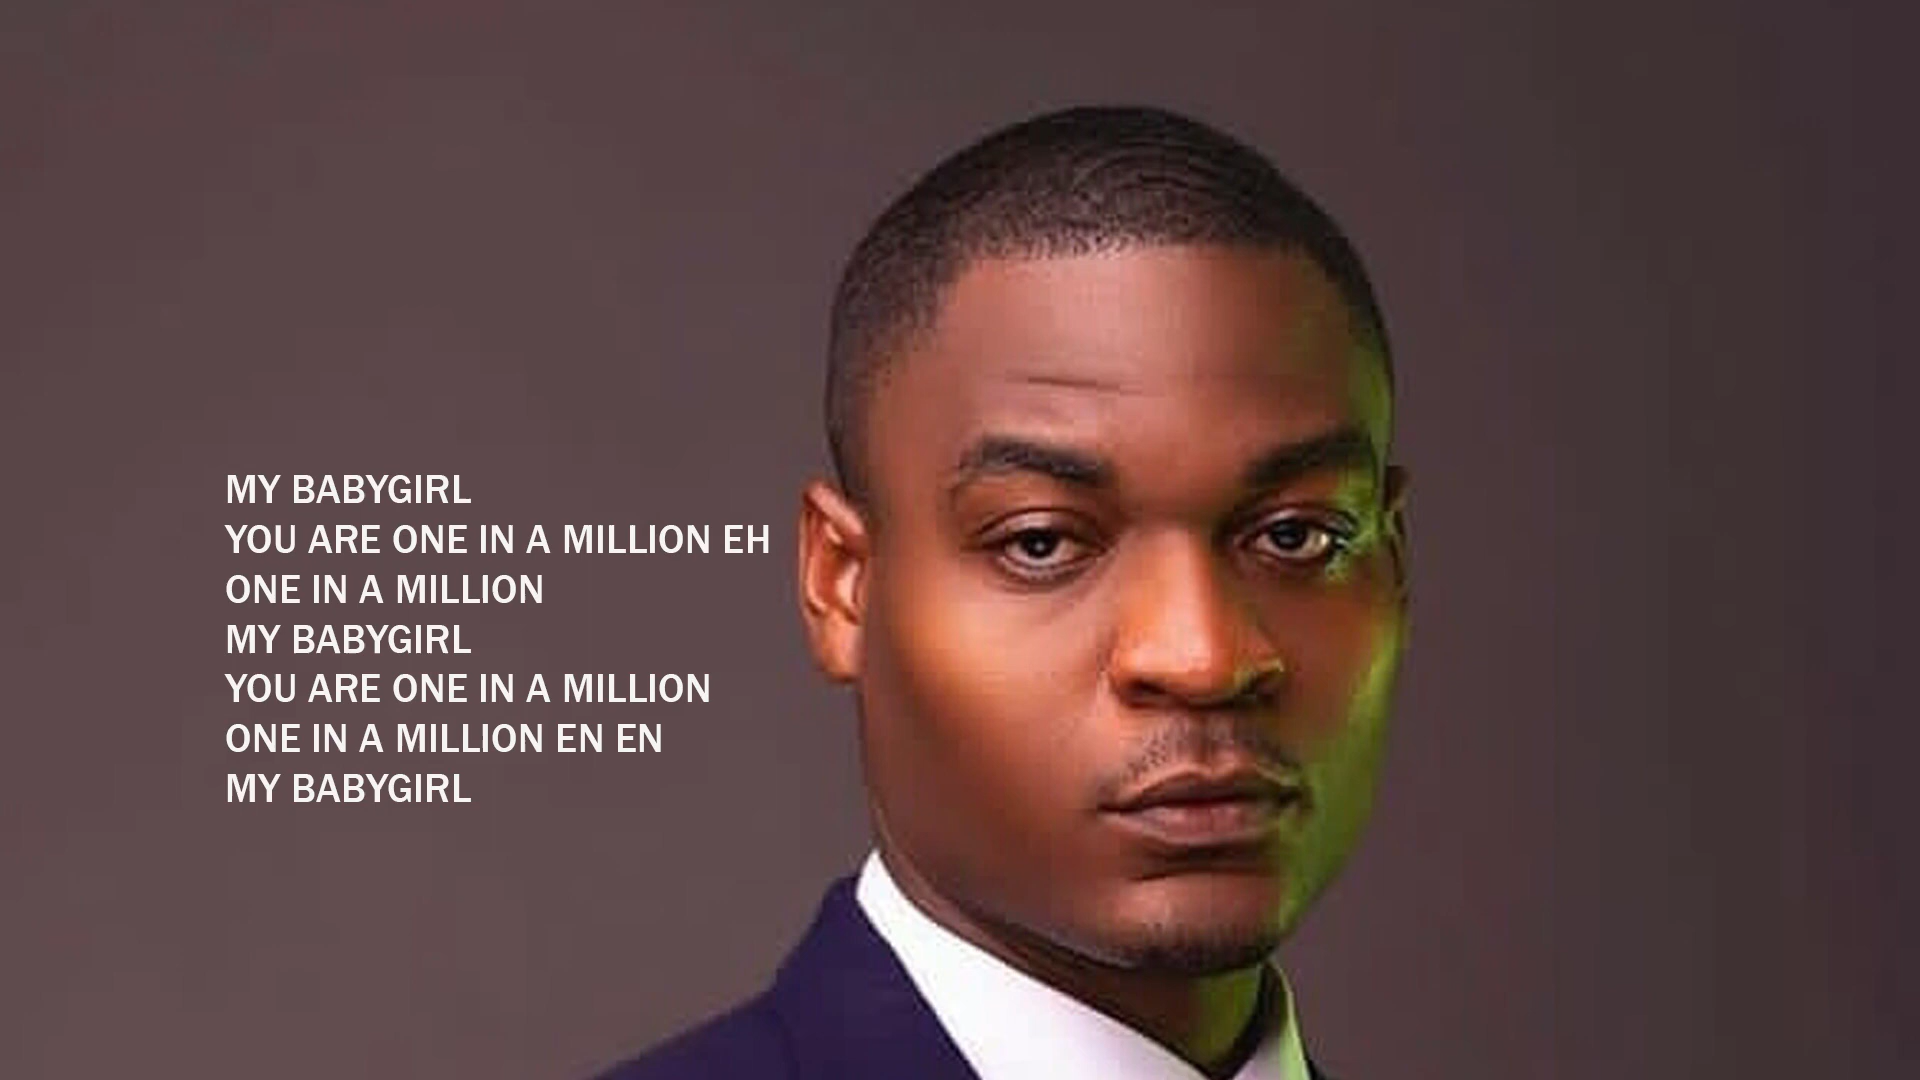 MY BABYGIRL
YOU ARE ONE IN A MILLION EH
ONE IN A MILLION
MY BABYGIRL
YOU ARE ONE IN A MILLION
ONE IN A MILLION EN EN
MY BABYGIRL